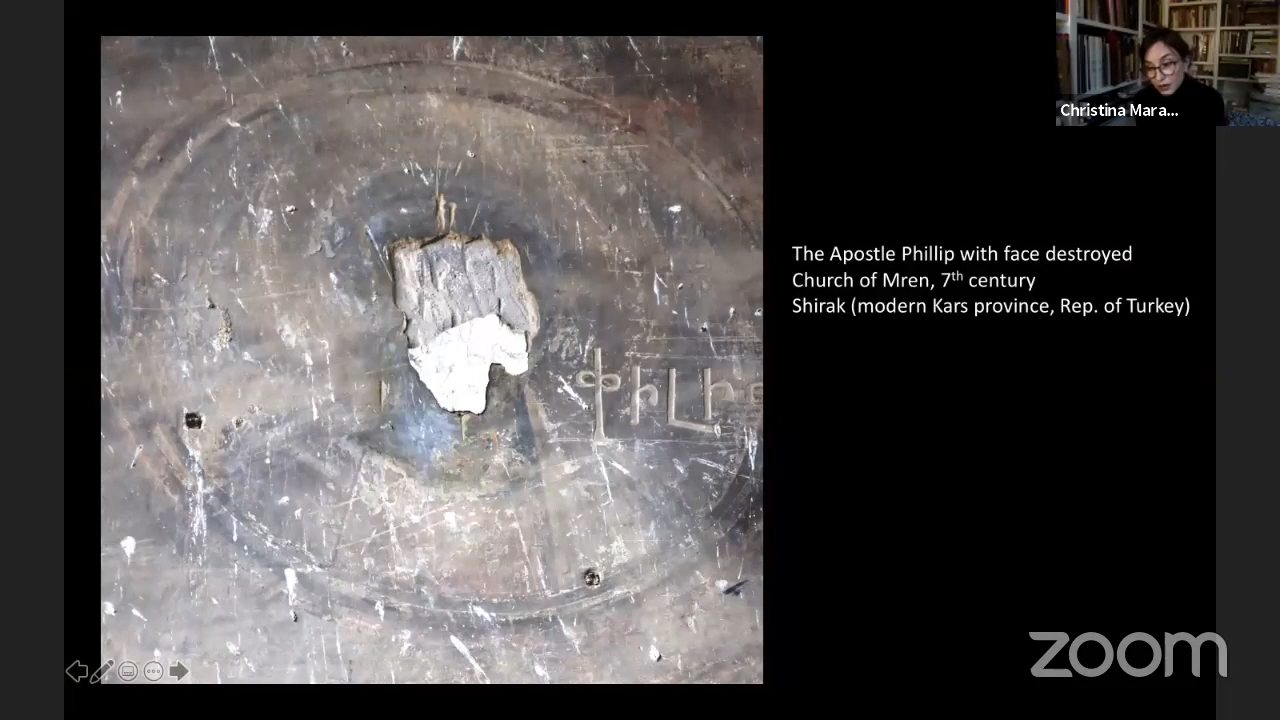 Christina Mara...
The Apostle Phillip with face destroyed
Church of Mren, 7th century
Shirak (modern Kars province, Rep. of Turkey)
ՓԻԼԻ
zoom